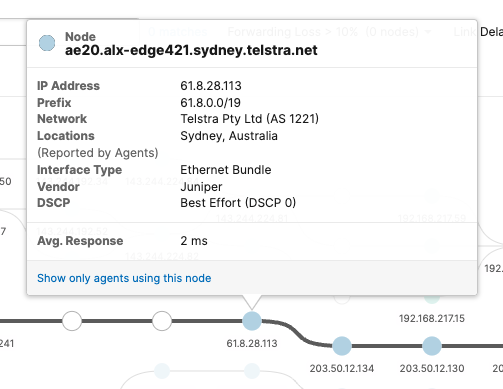 Forwarding Loss > 10% (0 nodes)
Link Dela
Node
ae20.alx-edge421.sydney.telstra.net
IP Address 61.8.28.113
Prefix 61.8.0.0/19
Network Telstra Pty Ltd (AS 1221)
Locations Sydney, Australia
(Reported by Agents)
Interface Type Ethernet Bundle
Vendor Juniper
DSCP Best Effort (DSCP 0)
Avg. Response 2 ms
Show only agents using this node
50
7
192.
192.168.217.15
241
61.8.28.113
203.50.12.134
203.50.12.130
20